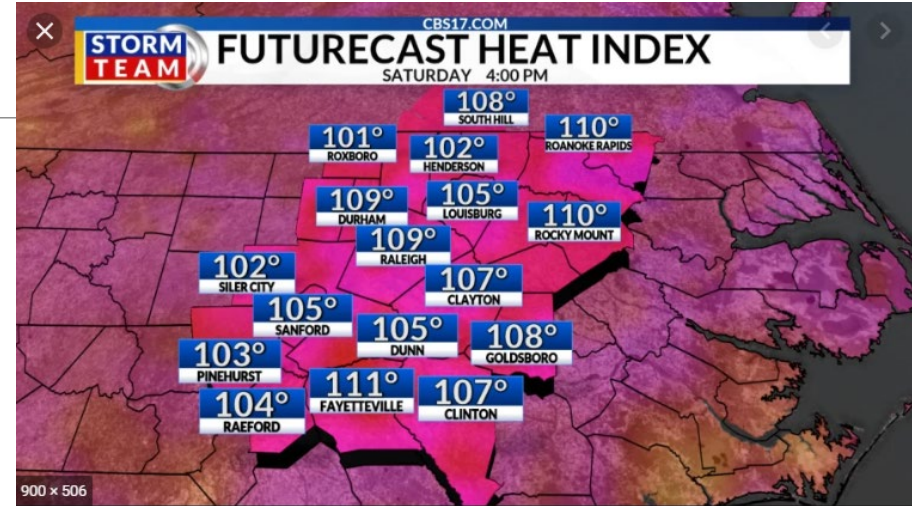 CBS17.COM
STORM TEAM
FUTURECAST HEAT INDEX
SATURDAY 4:00 PM
108°
SOUTH HILL
101°
ROXBORO
102°
HENDERSON
110°
ROANOKE RAPIDS
109°
DURHAM
105°
LOUISBURG
110°
ROCKY MOUNT
109°
RALEIGH
102°
SILER CITY
107°
CLAYTON
105°
SANFORD
105°
DUNN
108°
GOLDSBORO
103°
PINEHURST
111°
FAYETTEVILLE
107°
CLINTON
104°
RAEFORD
900 × 506